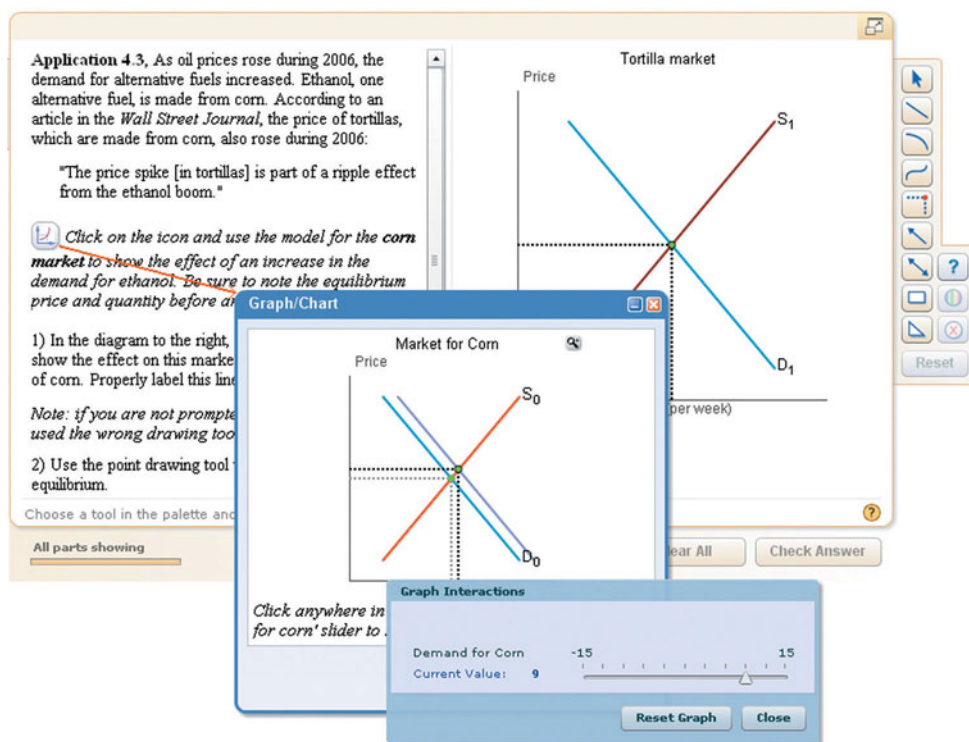 Application 4.3, As oil prices rose during 2006, the
demand for alternative fuels increased. Ethanol, one
alternative fuel, is made from corn. According to an
article in the Wall Street Journal, the price of tortillas,
which are made from corn, also rose during 2006:
"The price spike [in tortillas] is part of a ripple effect
from the ethanol boom."
Click on the icon and use the model for the corn
market to show the effect of an increase in the
demand for ethanol. Be sure to note the equilibrium
price and quantity before
1) In the diagram to the right,
show the effect on this marke
of corn. Properly label this line
Note: if you are not prompte
used the wrong drawing too
2) Use the point drawing tool
equilibrium.
Choose a tool in the palette and
All parts showing
Tortilla market
Price
S1
D1
per week)
?
Reset
?
ear All
Check Answer
Graph/Chart
Market for Corn
Price
S0
D0
Click anywhere in
for corn' slider to
Graph Interactions
Demand for Corn
-15
15
Current Value: 9
Reset Graph
Close